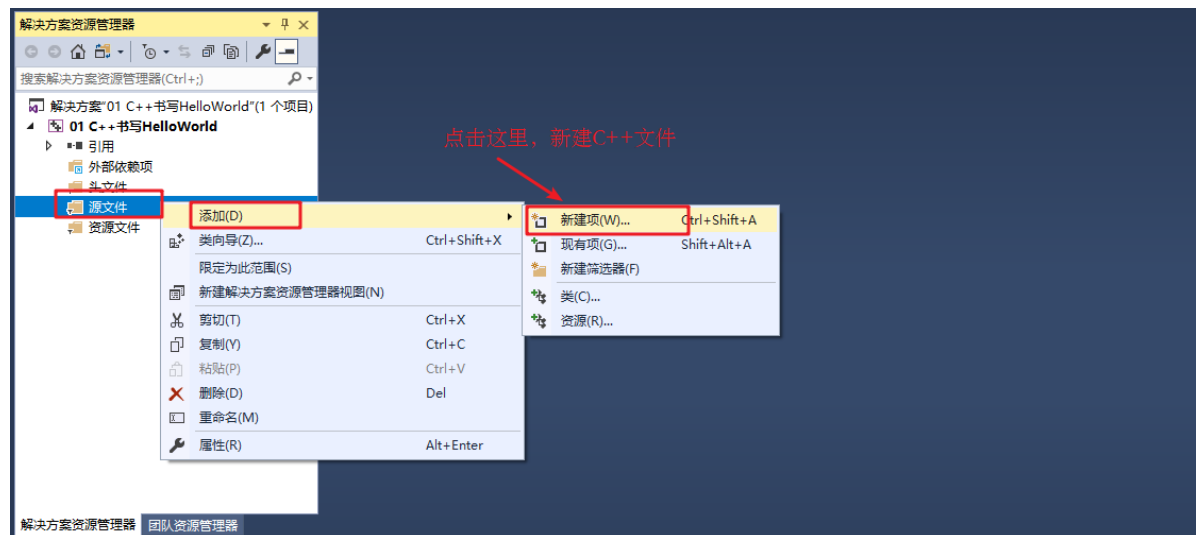 解决方案资源管理器
搜索解决方案资源管理器(Ctrl+;)
解决方案"01 C++书写HelloWorld"(1 个项目)
01 C++书写HelloWorld
引用
外部依赖项
头文件
源文件
资源文件
点击这里，新建C++文件
添加(D)
类向导(Z)... Ctrl+Shift+X
限定为此范围(S)
新建解决方案资源管理器视图(N)
剪切(T) Ctrl+X
复制(Y) Ctrl+C
粘贴(P) Ctrl+V
删除(D) Del
重命名(M)
属性(R) Alt+Enter
新建项(W)... Ctrl+Shift+A
现有项(G)... Shift+Alt+A
新建筛选器(F)
类(C)...
资源(R)...
解决方案资源管理器 团队资源管理器